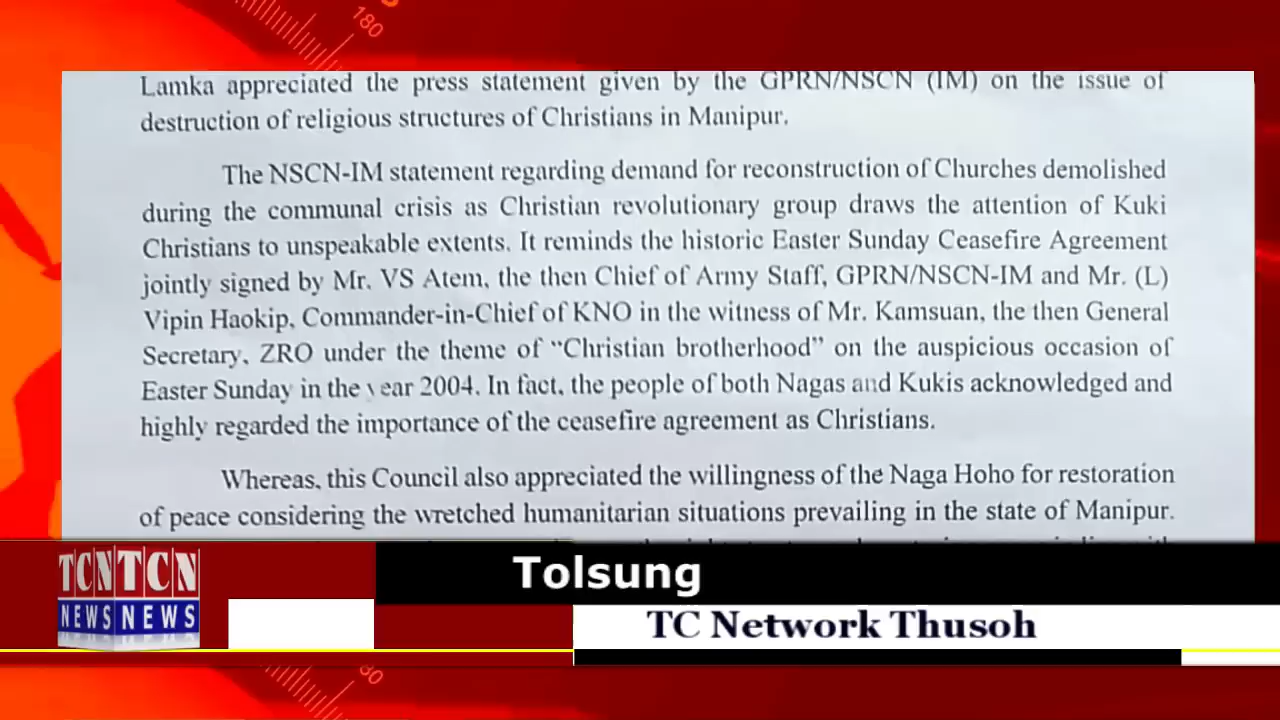 180
Lamka appreciated the press statement given by the GPRN/NSCN (IM) on the issue of
destruction of religious structures of Christians in Manipur.
The NSCN-IM statement regarding demand for reconstruction of Churches demolished
during the communal crisis as Christian revolutionary group draws the attention of Kuki
Christians to unspeakable extents. It reminds the historic Easter Sunday Ceasefire Agreement
jointly signed by Mr. VS Atem, the then Chief of Army Staff, GPRN/NSCN-IM and Mr. (L)
Vipin Haokip, Commander-in-Chief of KNO in the witness of Mr. Kamsuan, the then General
Secretary, ZRO under the theme of “Christian brotherhood” on the auspicious occasion of
Easter Sunday in the year 2004. In fact, the people of both Nagas and Kukis acknowledged and
highly regarded the importance of the ceasefire agreement as Christians.
Whereas, this Council also appreciated the willingness of the Naga Hoho for restoration
of peace considering the wretched humanitarian situations prevailing in the state of Manipur.
TCN TCN
NEWS NEWS
Tolsung
TC Network Thusoh
80